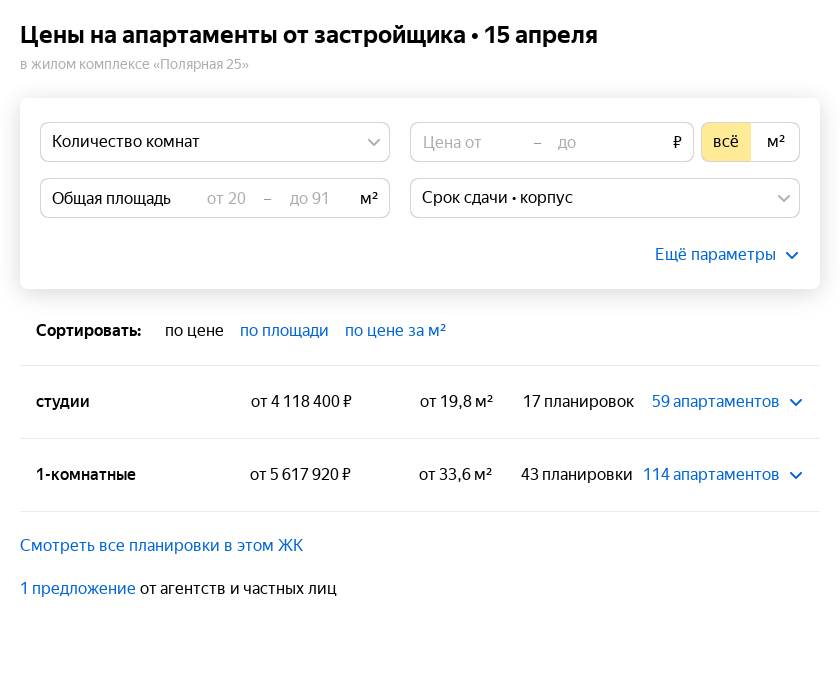 Цены на апартаменты от застройщика • 15 апреля
в жилом комплексе «Полярная 25»
Количество комнат
Цена от – до ₽ всё м²
Общая площадь от 20 – до 91 м²
Срок сдачи • корпус
Ещё параметры
Сортировать: по цене по площади по цене за м²
студии от 4 118 400 ₽ от 19,8 м² 17 планировок 59 апартаментов
1-комнатные от 5 617 920 ₽ от 33,6 м² 43 планировки 114 апартаментов
Смотреть все планировки в этом ЖК
1 предложение от агентств и частных лиц